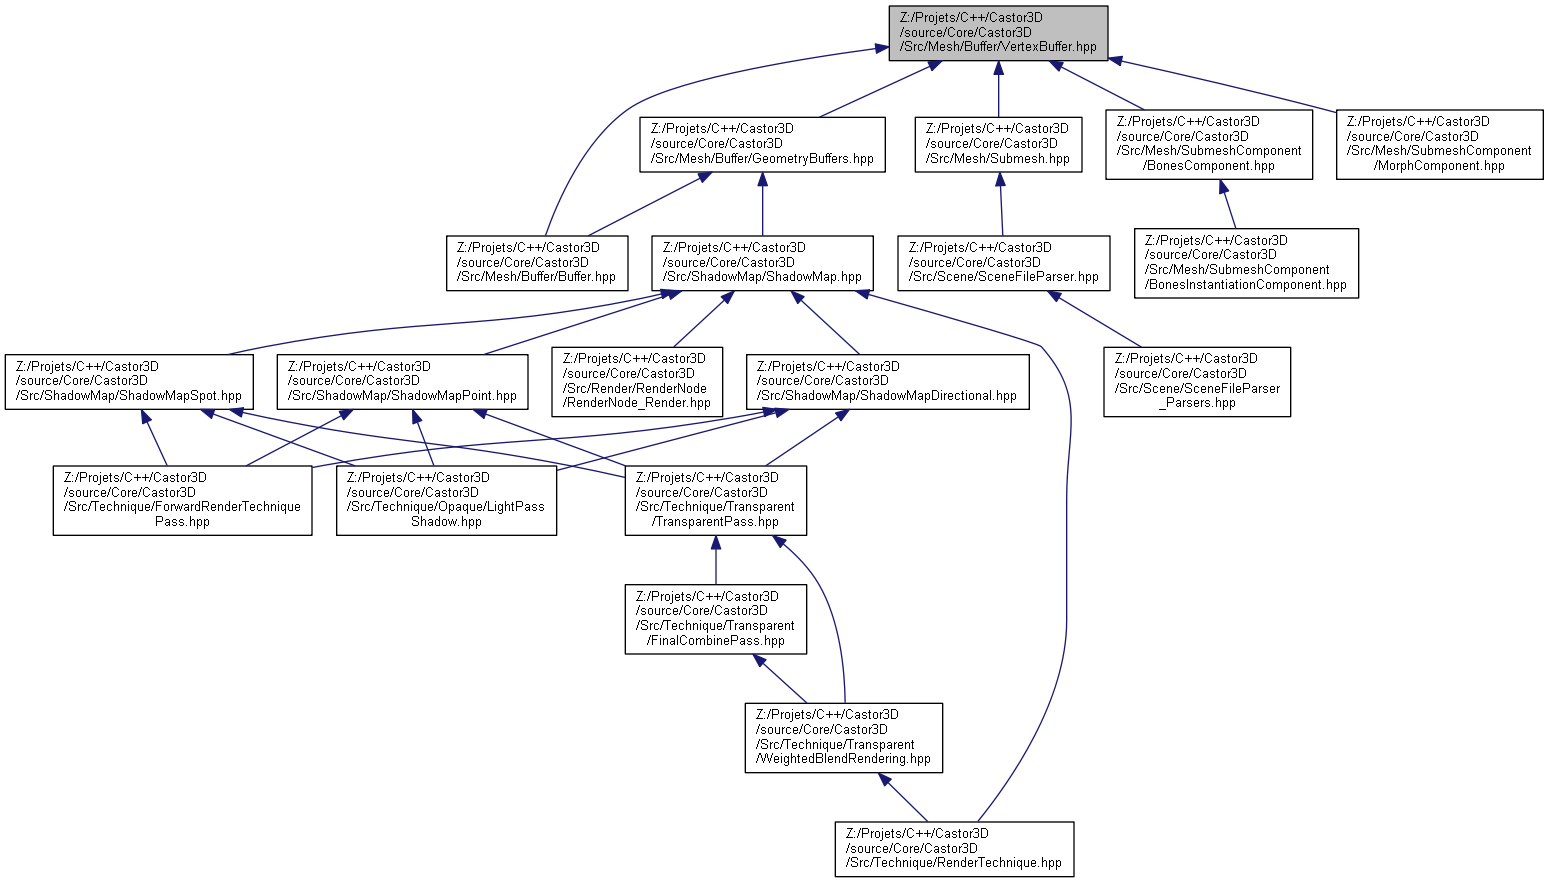 Z:/Projets/C++/Castor3D
/source/Core/Castor3D
/Src/Mesh/Buffer/VertexBuffer.hpp
Z:/Projets/C++/Castor3D
/source/Core/Castor3D
/Src/Mesh/Buffer/GeometryBuffers.hpp
Z:/Projets/C++/Castor3D
/source/Core/Castor3D
/Src/Mesh/Submesh.hpp
Z:/Projets/C++/Castor3D
/source/Core/Castor3D
/Src/Mesh/SubmeshComponent
/BonesComponent.hpp
Z:/Projets/C++/Castor3D
/source/Core/Castor3D
/Src/Mesh/SubmeshComponent
/MorphComponent.hpp
Z:/Projets/C++/Castor3D
/source/Core/Castor3D
/Src/Mesh/Buffer/Buffer.hpp
Z:/Projets/C++/Castor3D
/source/Core/Castor3D
/Src/ShadowMap/ShadowMap.hpp
Z:/Projets/C++/Castor3D
/source/Core/Castor3D
/Src/Scene/SceneFileParser.hpp
Z:/Projets/C++/Castor3D
/source/Core/Castor3D
/Src/Mesh/SubmeshComponent
/BonesInstantiationComponent.hpp
Z:/Projets/C++/Castor3D
/source/Core/Castor3D
/Src/ShadowMap/ShadowMapSpot.hpp
Z:/Projets/C++/Castor3D
/source/Core/Castor3D
/Src/ShadowMap/ShadowMapPoint.hpp
Z:/Projets/C++/Castor3D
/source/Core/Castor3D
/Src/Render/RenderNode
/RenderNode_Render.hpp
Z:/Projets/C++/Castor3D
/source/Core/Castor3D
/Src/ShadowMap/ShadowMapDirectional.hpp
Z:/Projets/C++/Castor3D
/source/Core/Castor3D
/Src/Scene/SceneFileParser
_Parsers.hpp
Z:/Projets/C++/Castor3D
/source/Core/Castor3D
/Src/Technique/ForwardRenderTechnique
Pass.hpp
Z:/Projets/C++/Castor3D
/source/Core/Castor3D
/Src/Technique/Opaque/LightPass
Shadow.hpp
Z:/Projets/C++/Castor3D
/source/Core/Castor3D
/Src/Technique/Transparent
/TransparentPass.hpp
Z:/Projets/C++/Castor3D
/source/Core/Castor3D
/Src/Technique/Transparent
/FinalCombinePass.hpp
Z:/Projets/C++/Castor3D
/source/Core/Castor3D
/Src/Technique/Transparent
/WeightedBlendRendering.hpp
Z:/Projets/C++/Castor3D
/source/Core/Castor3D
/Src/Technique/RenderTechnique.hpp